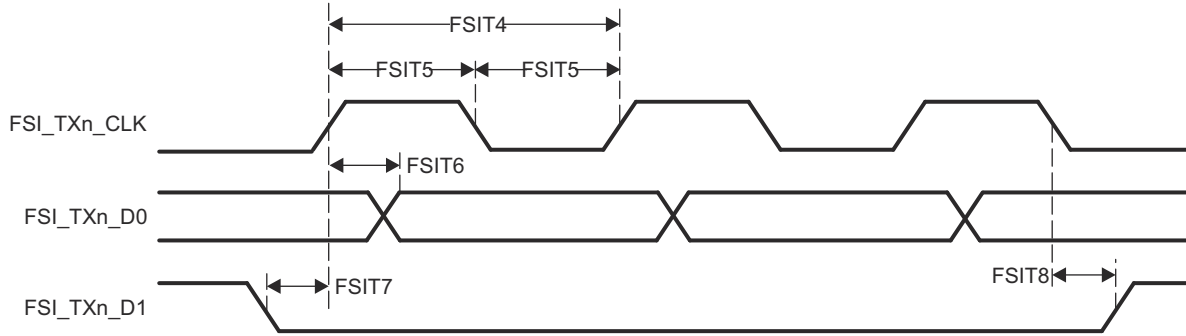 FSIT4
FSIT5
FSIT5
FSI_TXn_CLK
FSIT6
FSI_TXn_D0
FSIT7
FSIT8
FSI_TXn_D1